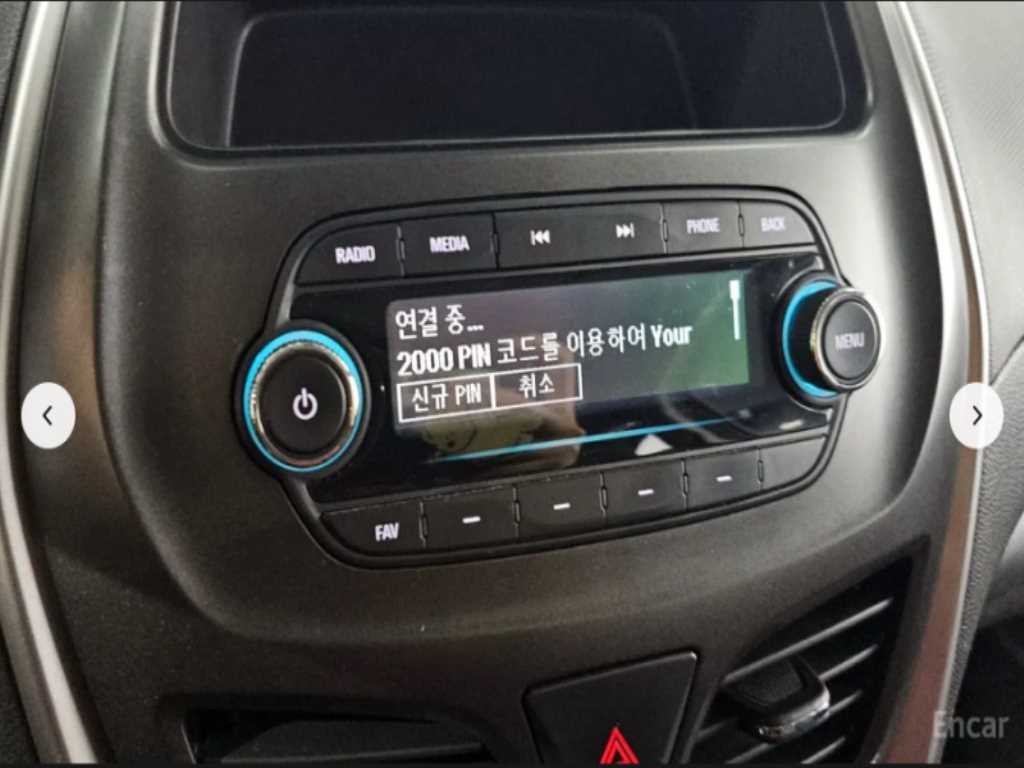 RADIO MEDIA PHONE BACK
연결 중...
2000 PIN 코드를 이용하여 Your
신규 PIN 취소
MENU
FAV
Encar